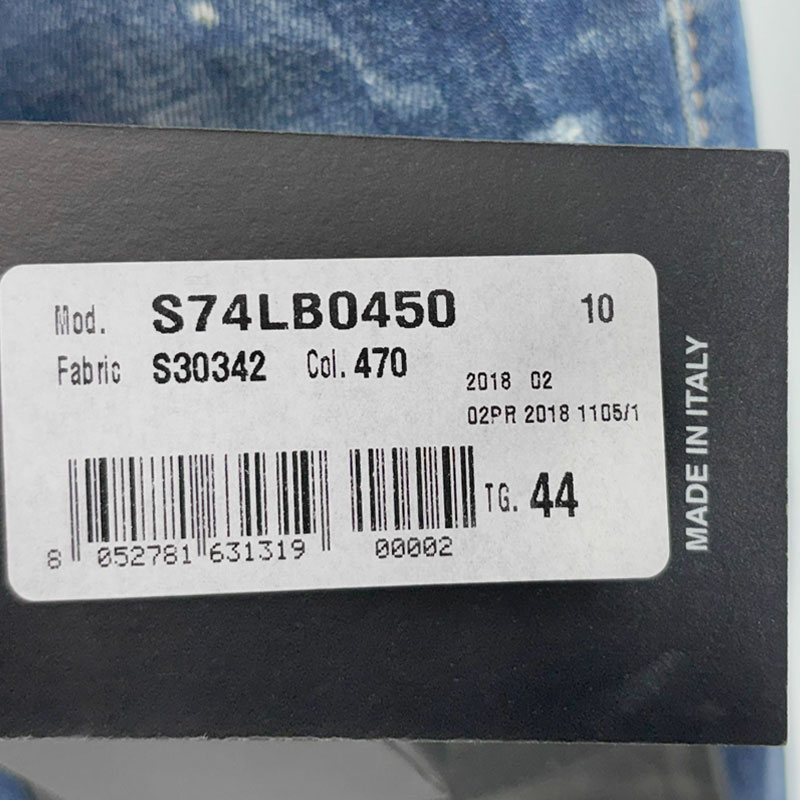 Mod. S74LB0450 10
Fabric S30342 Col. 470
2018 02
02PR 2018 1105/1
TG. 44
8 052781 631319 00002
MADE IN ITALY